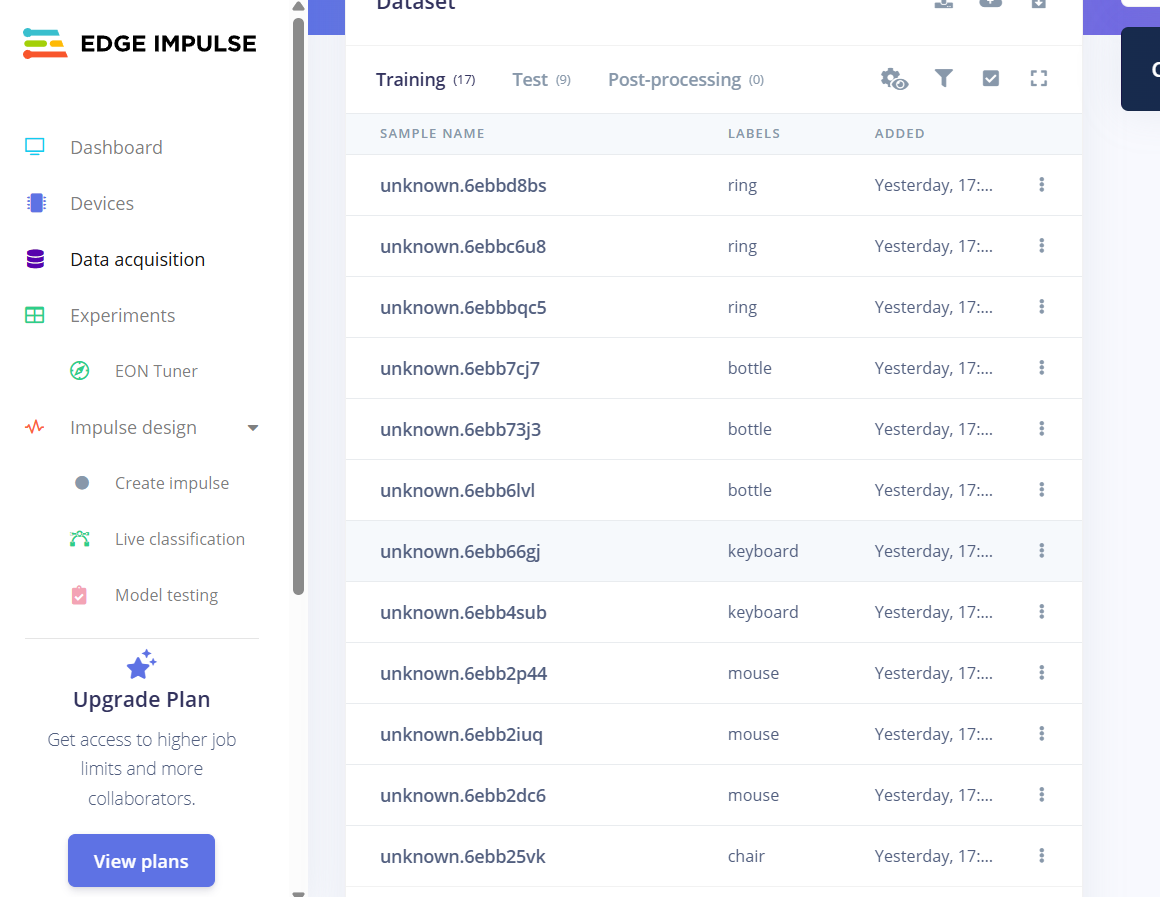 EDGE IMPULSE
Dashboard
Devices
Data acquisition
Experiments
EON Tuner
Impulse design
Create impulse
Live classification
Model testing
Upgrade Plan
Get access to higher job
limits and more
collaborators.
View plans
Dataset
Training (17) Test (9) Post-processing (0)
SAMPLE NAME LABELS ADDED
unknown.6ebbd8bs ring Yesterday, 17:...
unknown.6ebbc6u8 ring Yesterday, 17:...
unknown.6ebbbqc5 ring Yesterday, 17:...
unknown.6ebb7cj7 bottle Yesterday, 17:...
unknown.6ebb73j3 bottle Yesterday, 17:...
unknown.6ebb6lvl bottle Yesterday, 17:...
unknown.6ebb66gj keyboard Yesterday, 17:...
unknown.6ebb4sub keyboard Yesterday, 17:...
unknown.6ebb2p44 mouse Yesterday, 17:...
unknown.6ebb2iuq mouse Yesterday, 17:...
unknown.6ebb2dc6 mouse Yesterday, 17:...
unknown.6ebb25vk chair Yesterday, 17:...